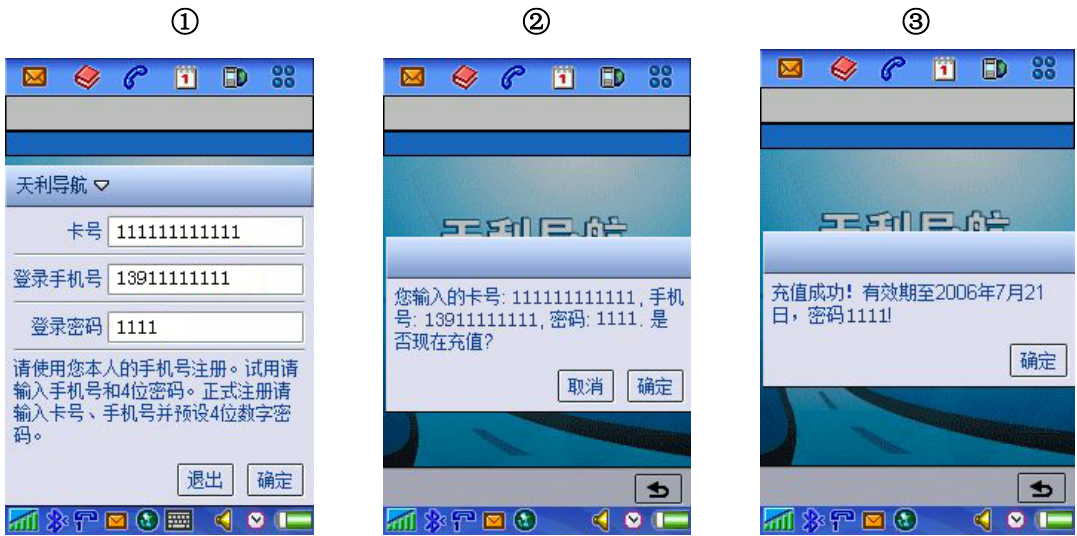 ① ② ③
天利导航
卡号 111111111111
登录手机号 13911111111
登录密码 1111
请使用您本人的手机号注册。试用请
输入手机号和4位密码。正式注册请
输入卡号、手机号并预设4位数字密
码。
退出 确定
1
天利导航
您输入的卡号: 111111111111, 手机
号: 13911111111, 密码: 1111. 是
否现在充值?
取消 确定
1
天利导航
充值成功! 有效期至2006年7月21
日，密码1111!
确定
1